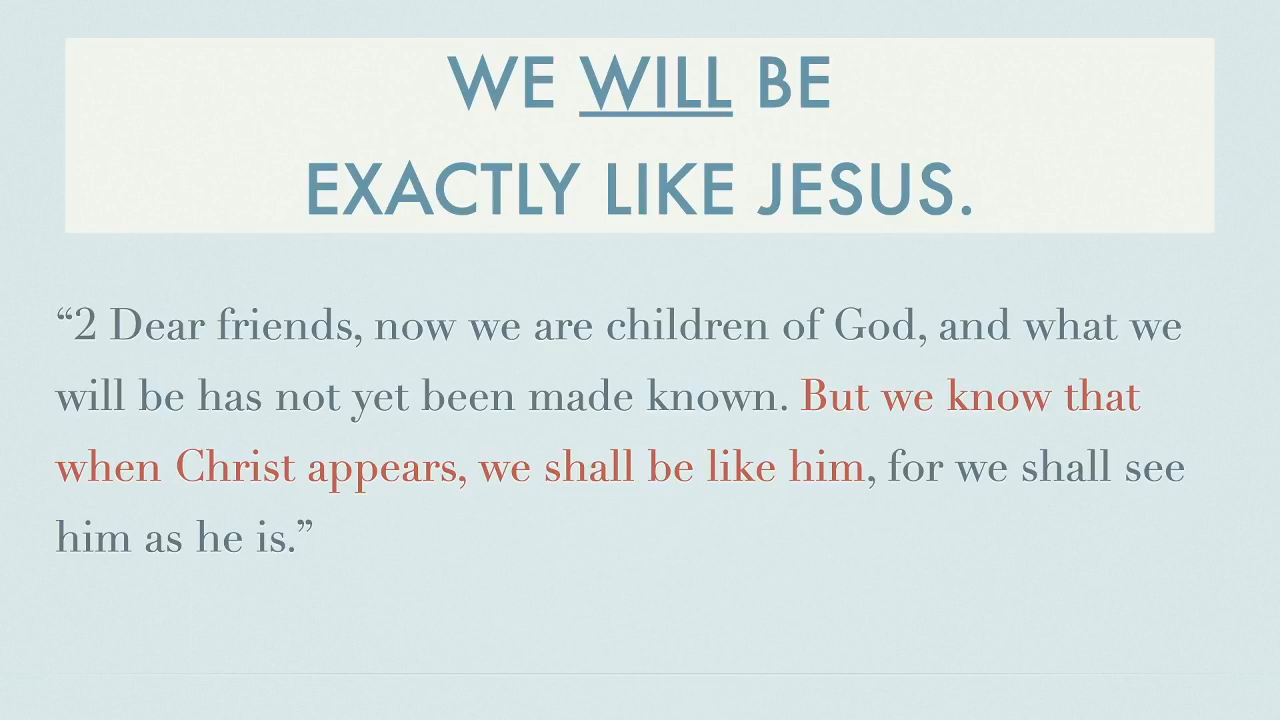 WE WILL BE
EXACTLY LIKE JESUS.
“2 Dear friends, now we are children of God, and what we
will be has not yet been made known. But we know that
when Christ appears, we shall be like him, for we shall see
him as he is.”